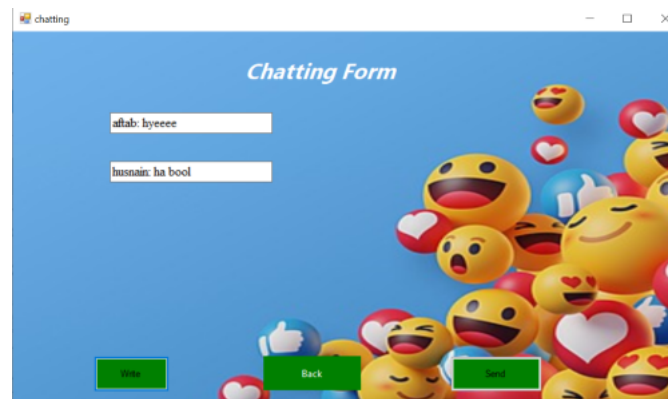 chatting
Chatting Form
aftab: hyeeee
husnain: ha bool
Write
Back
Send